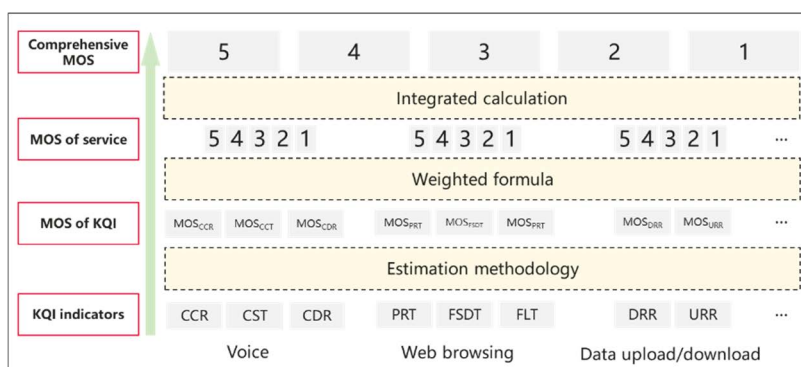 Comprehensive
MOS
5 4 3 2 1
Integrated calculation
MOS of service
5 4 3 2 1 5 4 3 2 1 5 4 3 2 1 ...
Weighted formula
MOS of KQI
MOSCCR MOSCCT MOSCDR MOSPRT MOSFSDT MOSPRT MOSDRR MOSURR ...
Estimation methodology
KQI indicators
CCR CST CDR PRT FSDT FLT DRR URR ...
Voice Web browsing Data upload/download